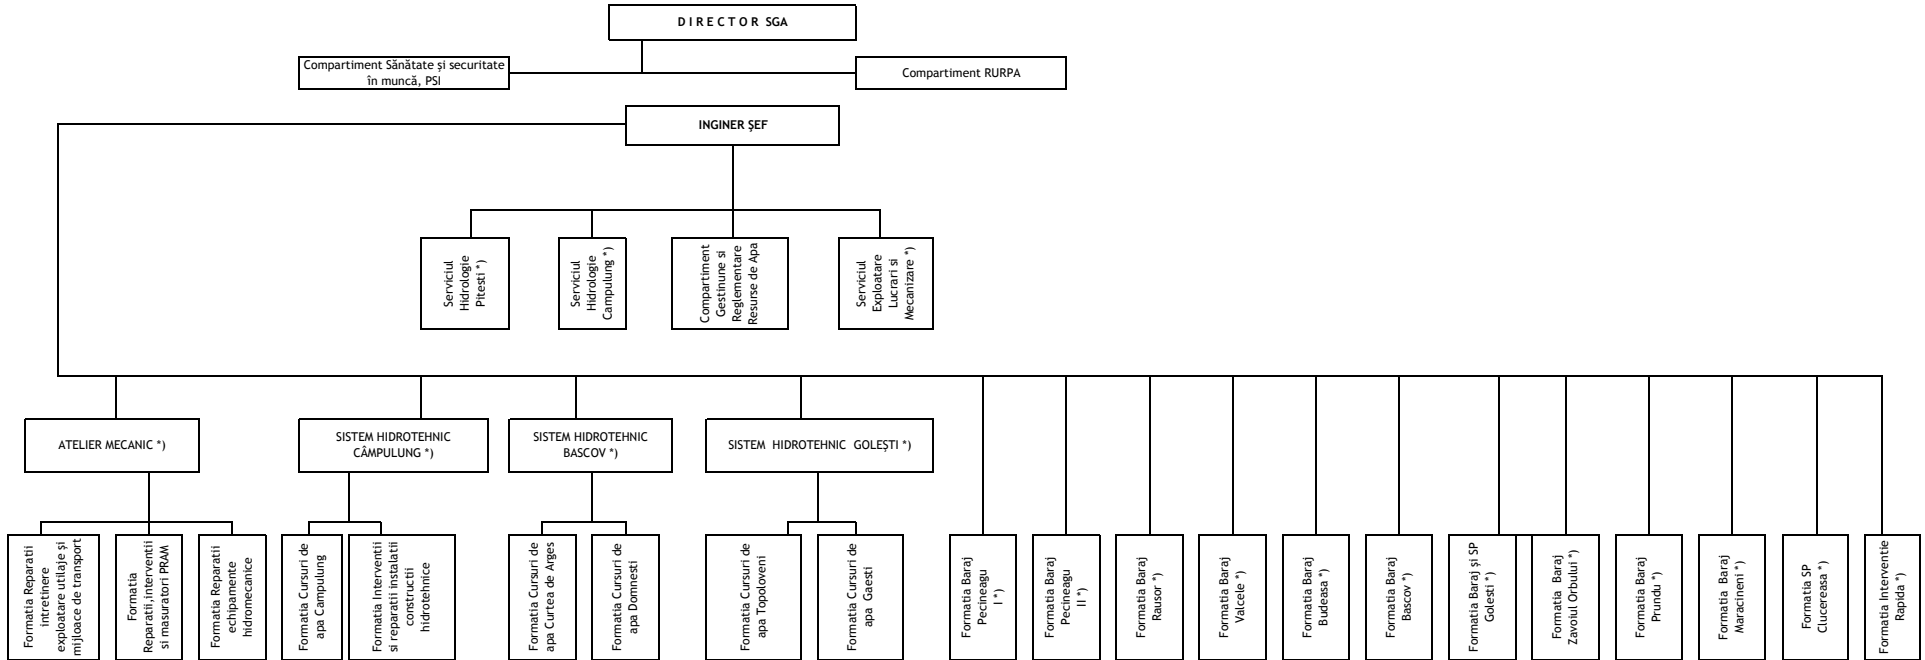 D I R E C T O R SGA
Compartiment Sănătate și securitate
în muncă, PSI
Compartiment RURPA
INGINER ŞEF
Serviciul
Hidrologie
Pitesti *)
Serviciul
Hidrologie
Campulung *)
Compartiment
Gestinune si
Reglementare
Resurse de Apa
Serviciul
Exploatare
Lucrari si
Mecanizare *)
ATELIER MECANIC *)
SISTEM HIDROTEHNIC
CÂMPULUNG *)
SISTEM HIDROTEHNIC
BASCOV *)
SISTEM HIDROTEHNIC GOLEȘTI *)
Formatia Reparatii
intretinere
exploatare utilaje și
mijloace de transport
Formatia
Reparatii,interventii
si masuratori PRAM
Formatia Reparatii
echipamente
hidromecanice
Formatia Cursuri de
apa Campulung
Formatia Interventii
si reparatii instalatii
constructii
hidrotehnice
Formatia Cursuri de
apa Curtea de Arges
Formatia Cursuri de
apa Domnesti
Formatia Cursuri de
apa Topoloveni
Formatia Cursuri de
apa Gaesti
Formatia Baraj
Pecineagu
I *)
Formatia Baraj
Pecineagu
II *)
Formatia Baraj
Rausor *)
Formatia Baraj
Valcele *)
Formatia Baraj
Budeasa *)
Formatia Baraj
Bascov *)
Formatia Baraj și SP
Golesti *)
Formatia Baraj
Zavoiul Orbului *)
Formatia Baraj
Prundu *)
Formatia Baraj
Maracineni *)
Formatia SP
Clucereasa *)
Formatia Interventie
Rapida *)